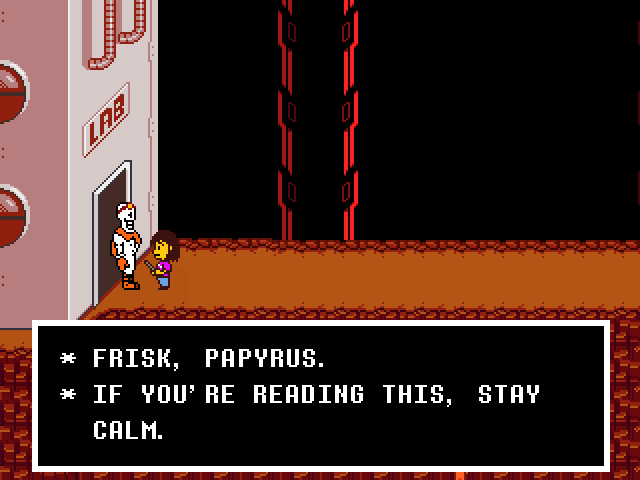 LAB
* FRISK, PAPYRUS.
* IF YOU'RE READING THIS, STAY
CALM.